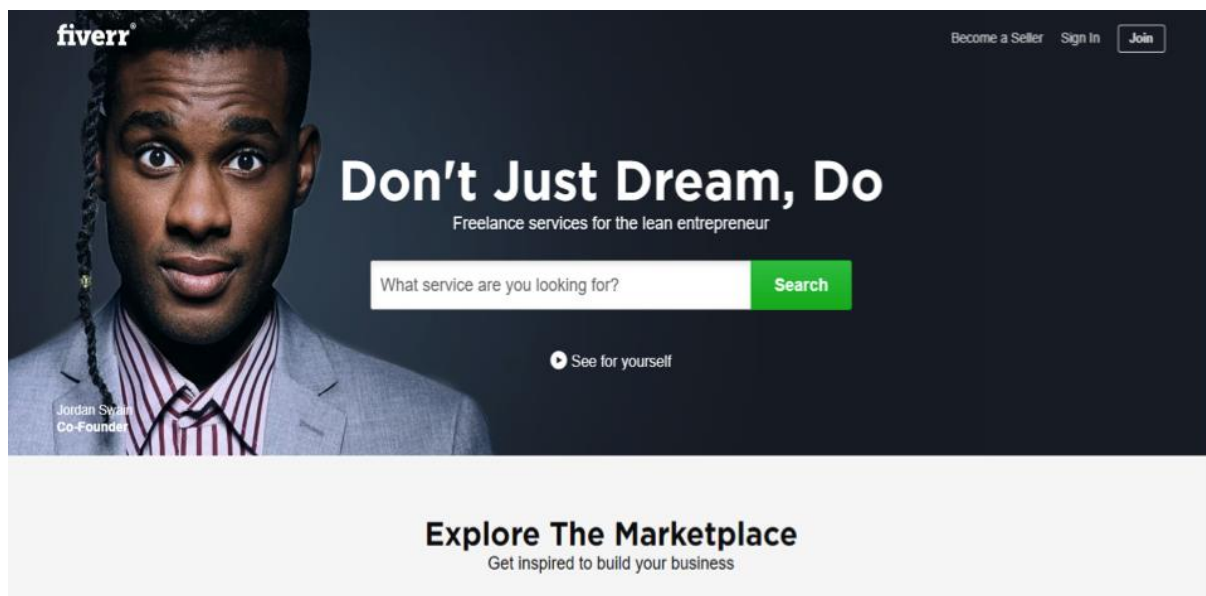 fiverr®
Become a Seller Sign In Join
Don't Just Dream, Do
Freelance services for the lean entrepreneur
What service are you looking for? Search
See for yourself
Jordan Swain
Co-Founder
Explore The Marketplace
Get inspired to build your business